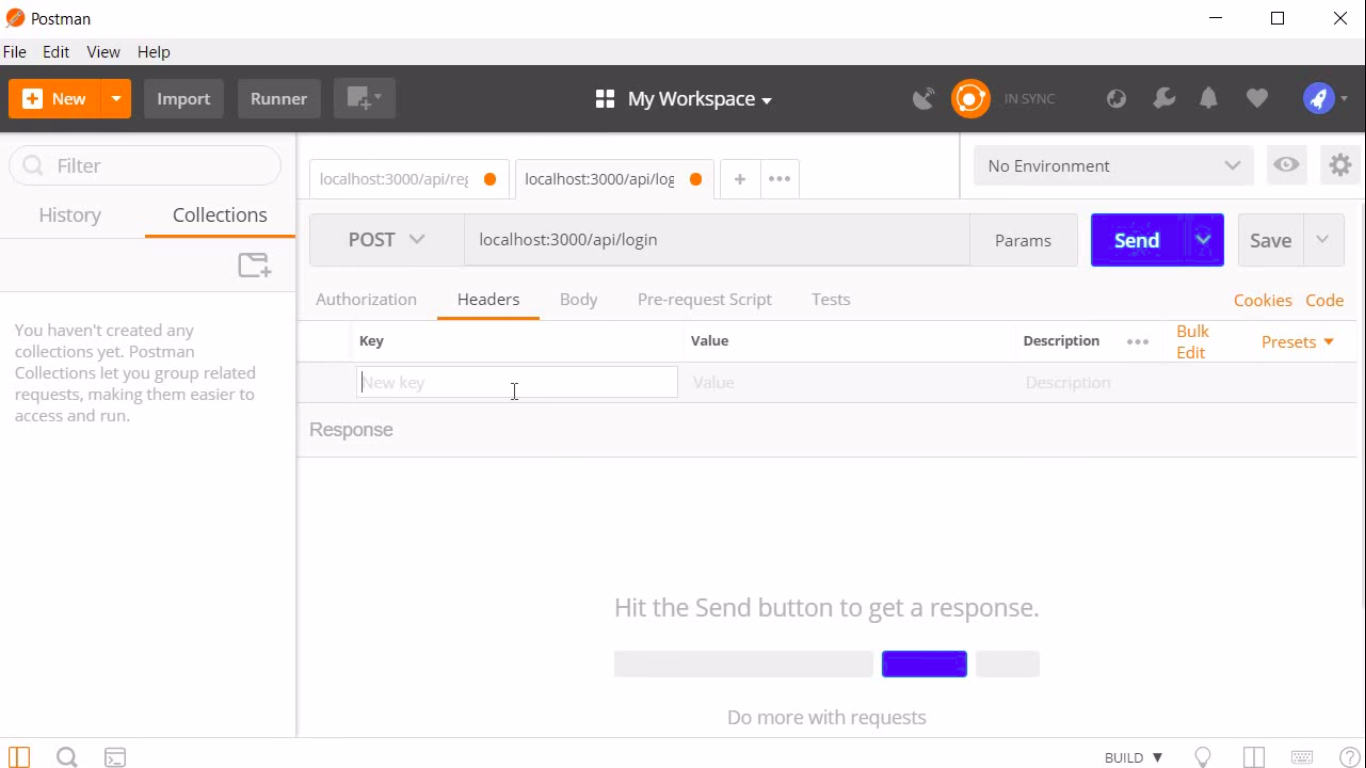 Postman
File Edit View Help
New Import Runner My Workspace IN SYNC
Filter
History Collections
You haven't created any
collections yet. Postman
Collections let you group related
requests, making them easier to
access and run.
localhost:3000/api/reg localhost:3000/api/log No Environment
POST localhost:3000/api/login Params Send Save
Authorization Headers Body Pre-request Script Tests Cookies Code
Key Value Description Bulk Edit Presets
New key Value Description
Response
Hit the Send button to get a response.
Do more with requests
BUILD